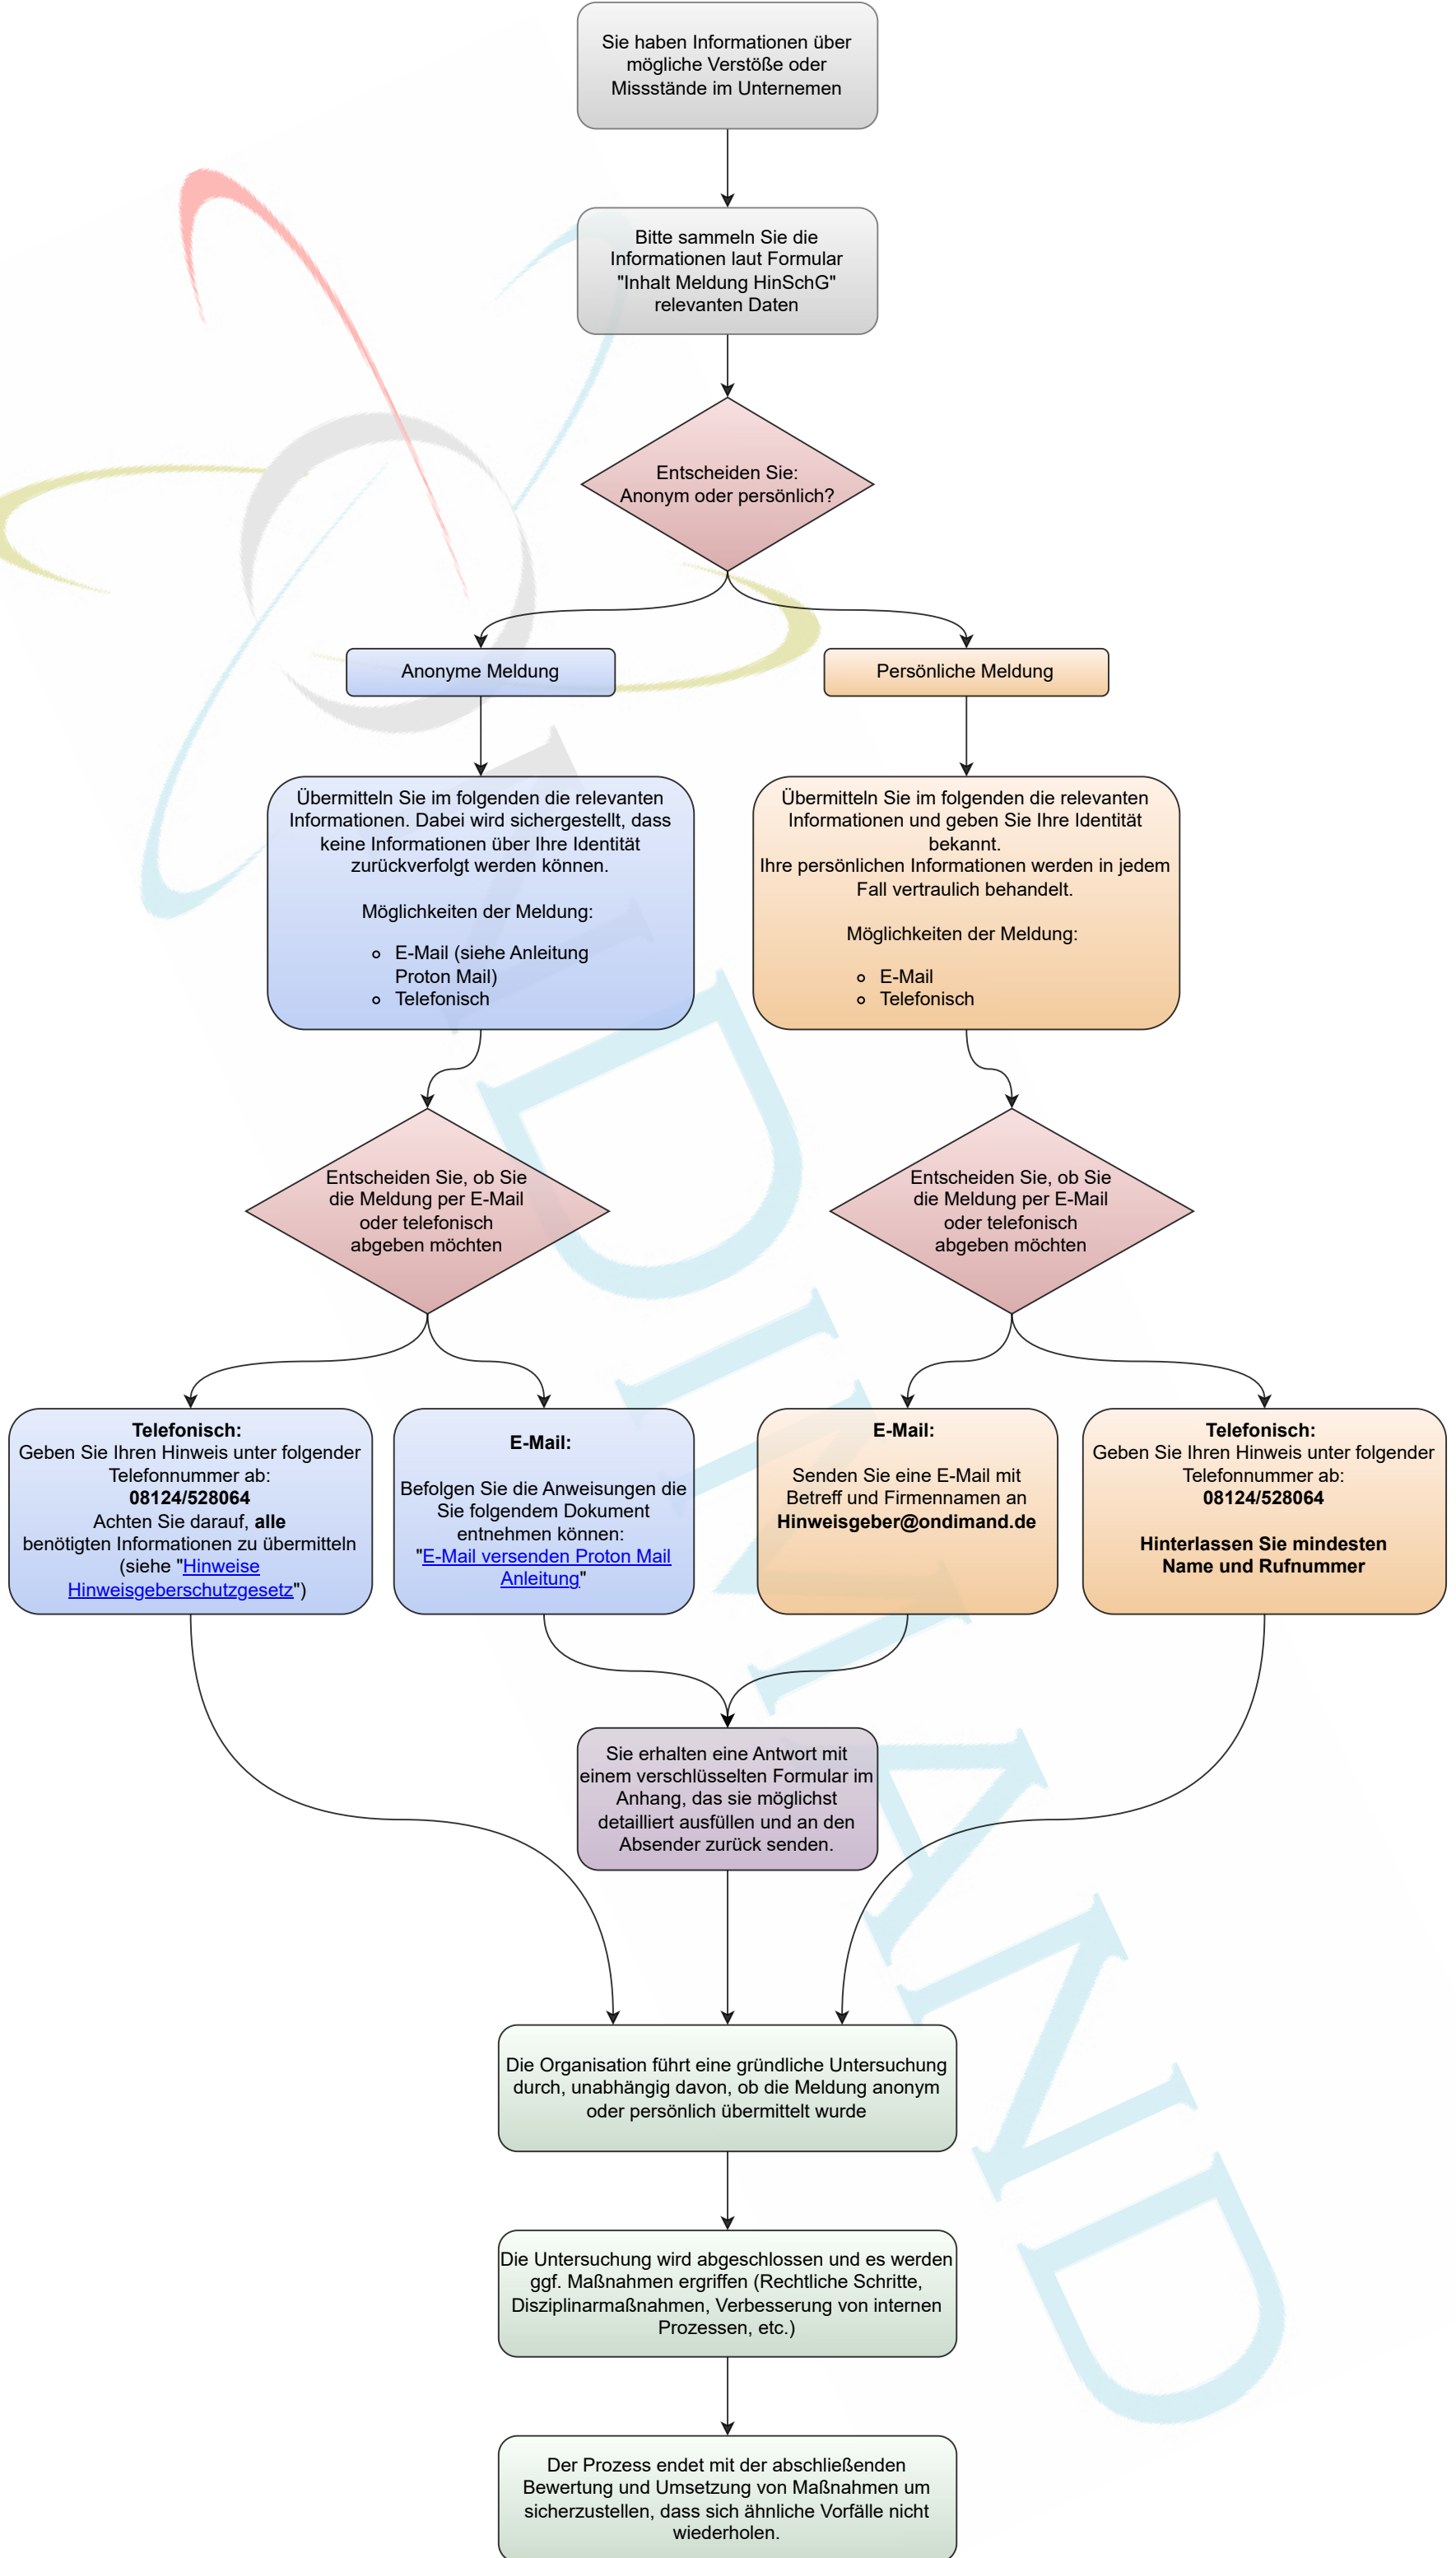 Sie haben Informationen über
mögliche Verstöße oder
Missstände im Unternemen
Bitte sammeln Sie die
Informationen laut Formular
"Inhalt Meldung HinSchG"
relevanten Daten
Entscheiden Sie:
Anonym oder persönlich?
Anonyme Meldung
Persönliche Meldung
Übermitteln Sie im folgenden die relevanten
Informationen. Dabei wird sichergestellt, dass
keine Informationen über Ihre Identität
zurückverfolgt werden können.
Möglichkeiten der Meldung:
E-Mail (siehe Anleitung
Proton Mail)
Telefonisch
Übermitteln Sie im folgenden die relevanten
Informationen und geben Sie Ihre Identität
bekannt.
Ihre persönlichen Informationen werden in jedem
Fall vertraulich behandelt.
Möglichkeiten der Meldung:
E-Mail
Telefonisch
Entscheiden Sie, ob Sie
die Meldung per E-Mail
oder telefonisch
abgeben möchten
Entscheiden Sie, ob Sie
die Meldung per E-Mail
oder telefonisch
abgeben möchten
Telefonisch:
Geben Sie Ihren Hinweis unter folgender
Telefonnummer ab:
08124/528064
Achten Sie darauf, alle
benötigten Informationen zu übermitteln
(siehe "Hinweise
Hinweisgeberschutzgesetz")
E-Mail:
Befolgen Sie die Anweisungen die
Sie folgendem Dokument
entnehmen können:
"E-Mail versenden Proton Mail
Anleitung"
E-Mail:
Senden Sie eine E-Mail mit
Betreff und Firmennamen an
Hinweisgeber@ondimand.de
Telefonisch:
Geben Sie Ihren Hinweis unter folgender
Telefonnummer ab:
08124/528064
Hinterlassen Sie mindesten
Name und Rufnummer
Sie erhalten eine Antwort mit
einem verschlüsselten Formular im
Anhang, das sie möglichst
detailliert ausfüllen und an den
Absender zurück senden.
Die Organisation führt eine gründliche Untersuchung
durch, unabhängig davon, ob die Meldung anonym
oder persönlich übermittelt wurde
Die Untersuchung wird abgeschlossen und es werden
ggf. Maßnahmen ergriffen (Rechtliche Schritte,
Disziplinarmaßnahmen, Verbesserung von internen
Prozessen, etc.)
Der Prozess endet mit der abschließenden
Bewertung und Umsetzung von Maßnahmen um
sicherzustellen, dass sich ähnliche Vorfälle nicht
wiederholen.
ONDIMAND